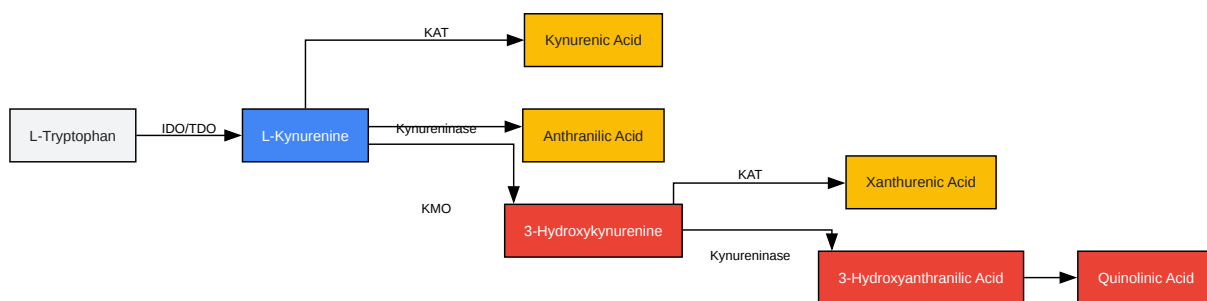 KAT
Kynurenic Acid
L-Tryptophan
IDO/TDO
L-Kynurenine
Kynureninase
Anthranilic Acid
KAT
Xanthurenic Acid
KMO
3-Hydroxykynurenine
Kynureninase
3-Hydroxyanthranilic Acid
Quinolinic Acid